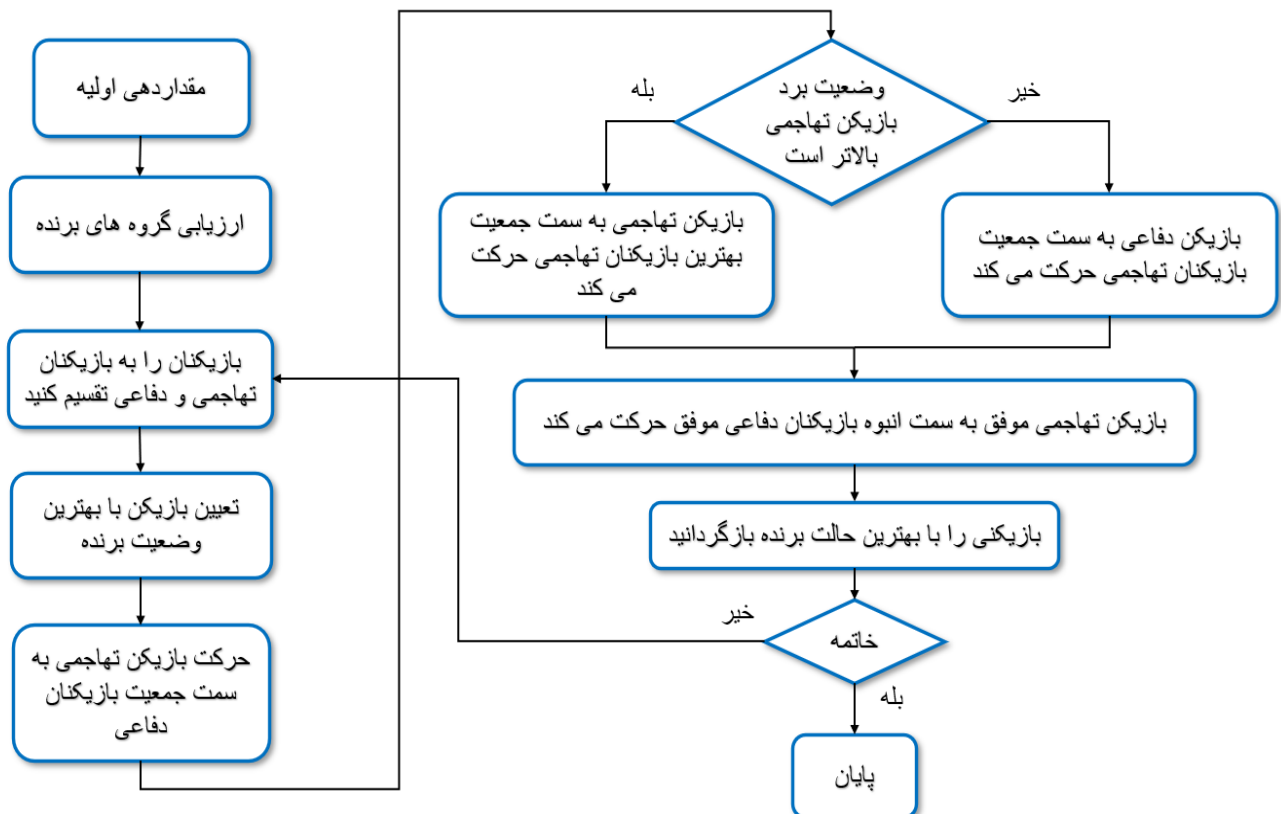 مقداردهی اولیه
ارزیابی گروه های برنده
بازیکنان را به بازیکنان
تهاجمی و دفاعی تقسیم کنید
تعیین بازیکن با بهترین
وضعیت برنده
حرکت بازیکن تهاجمی به
سمت جمعیت بازیکنان
دفاعی
وضعیت برد
بازیکن تهاجمی
بالاتر است
بله
خیر
بازیکن تهاجمی به سمت جمعیت
بهترین بازیکنان تهاجمی حرکت
می کند
بازیکن دفاعی به سمت جمعیت
بازیکنان تهاجمی حرکت می کند
بازیکن تهاجمی موفق به سمت انبوه بازیکنان دفاعی موفق حرکت می کند
بازیکنی را با بهترین حالت برنده بازگردانید
خاتمه
خیر
بله
پایان